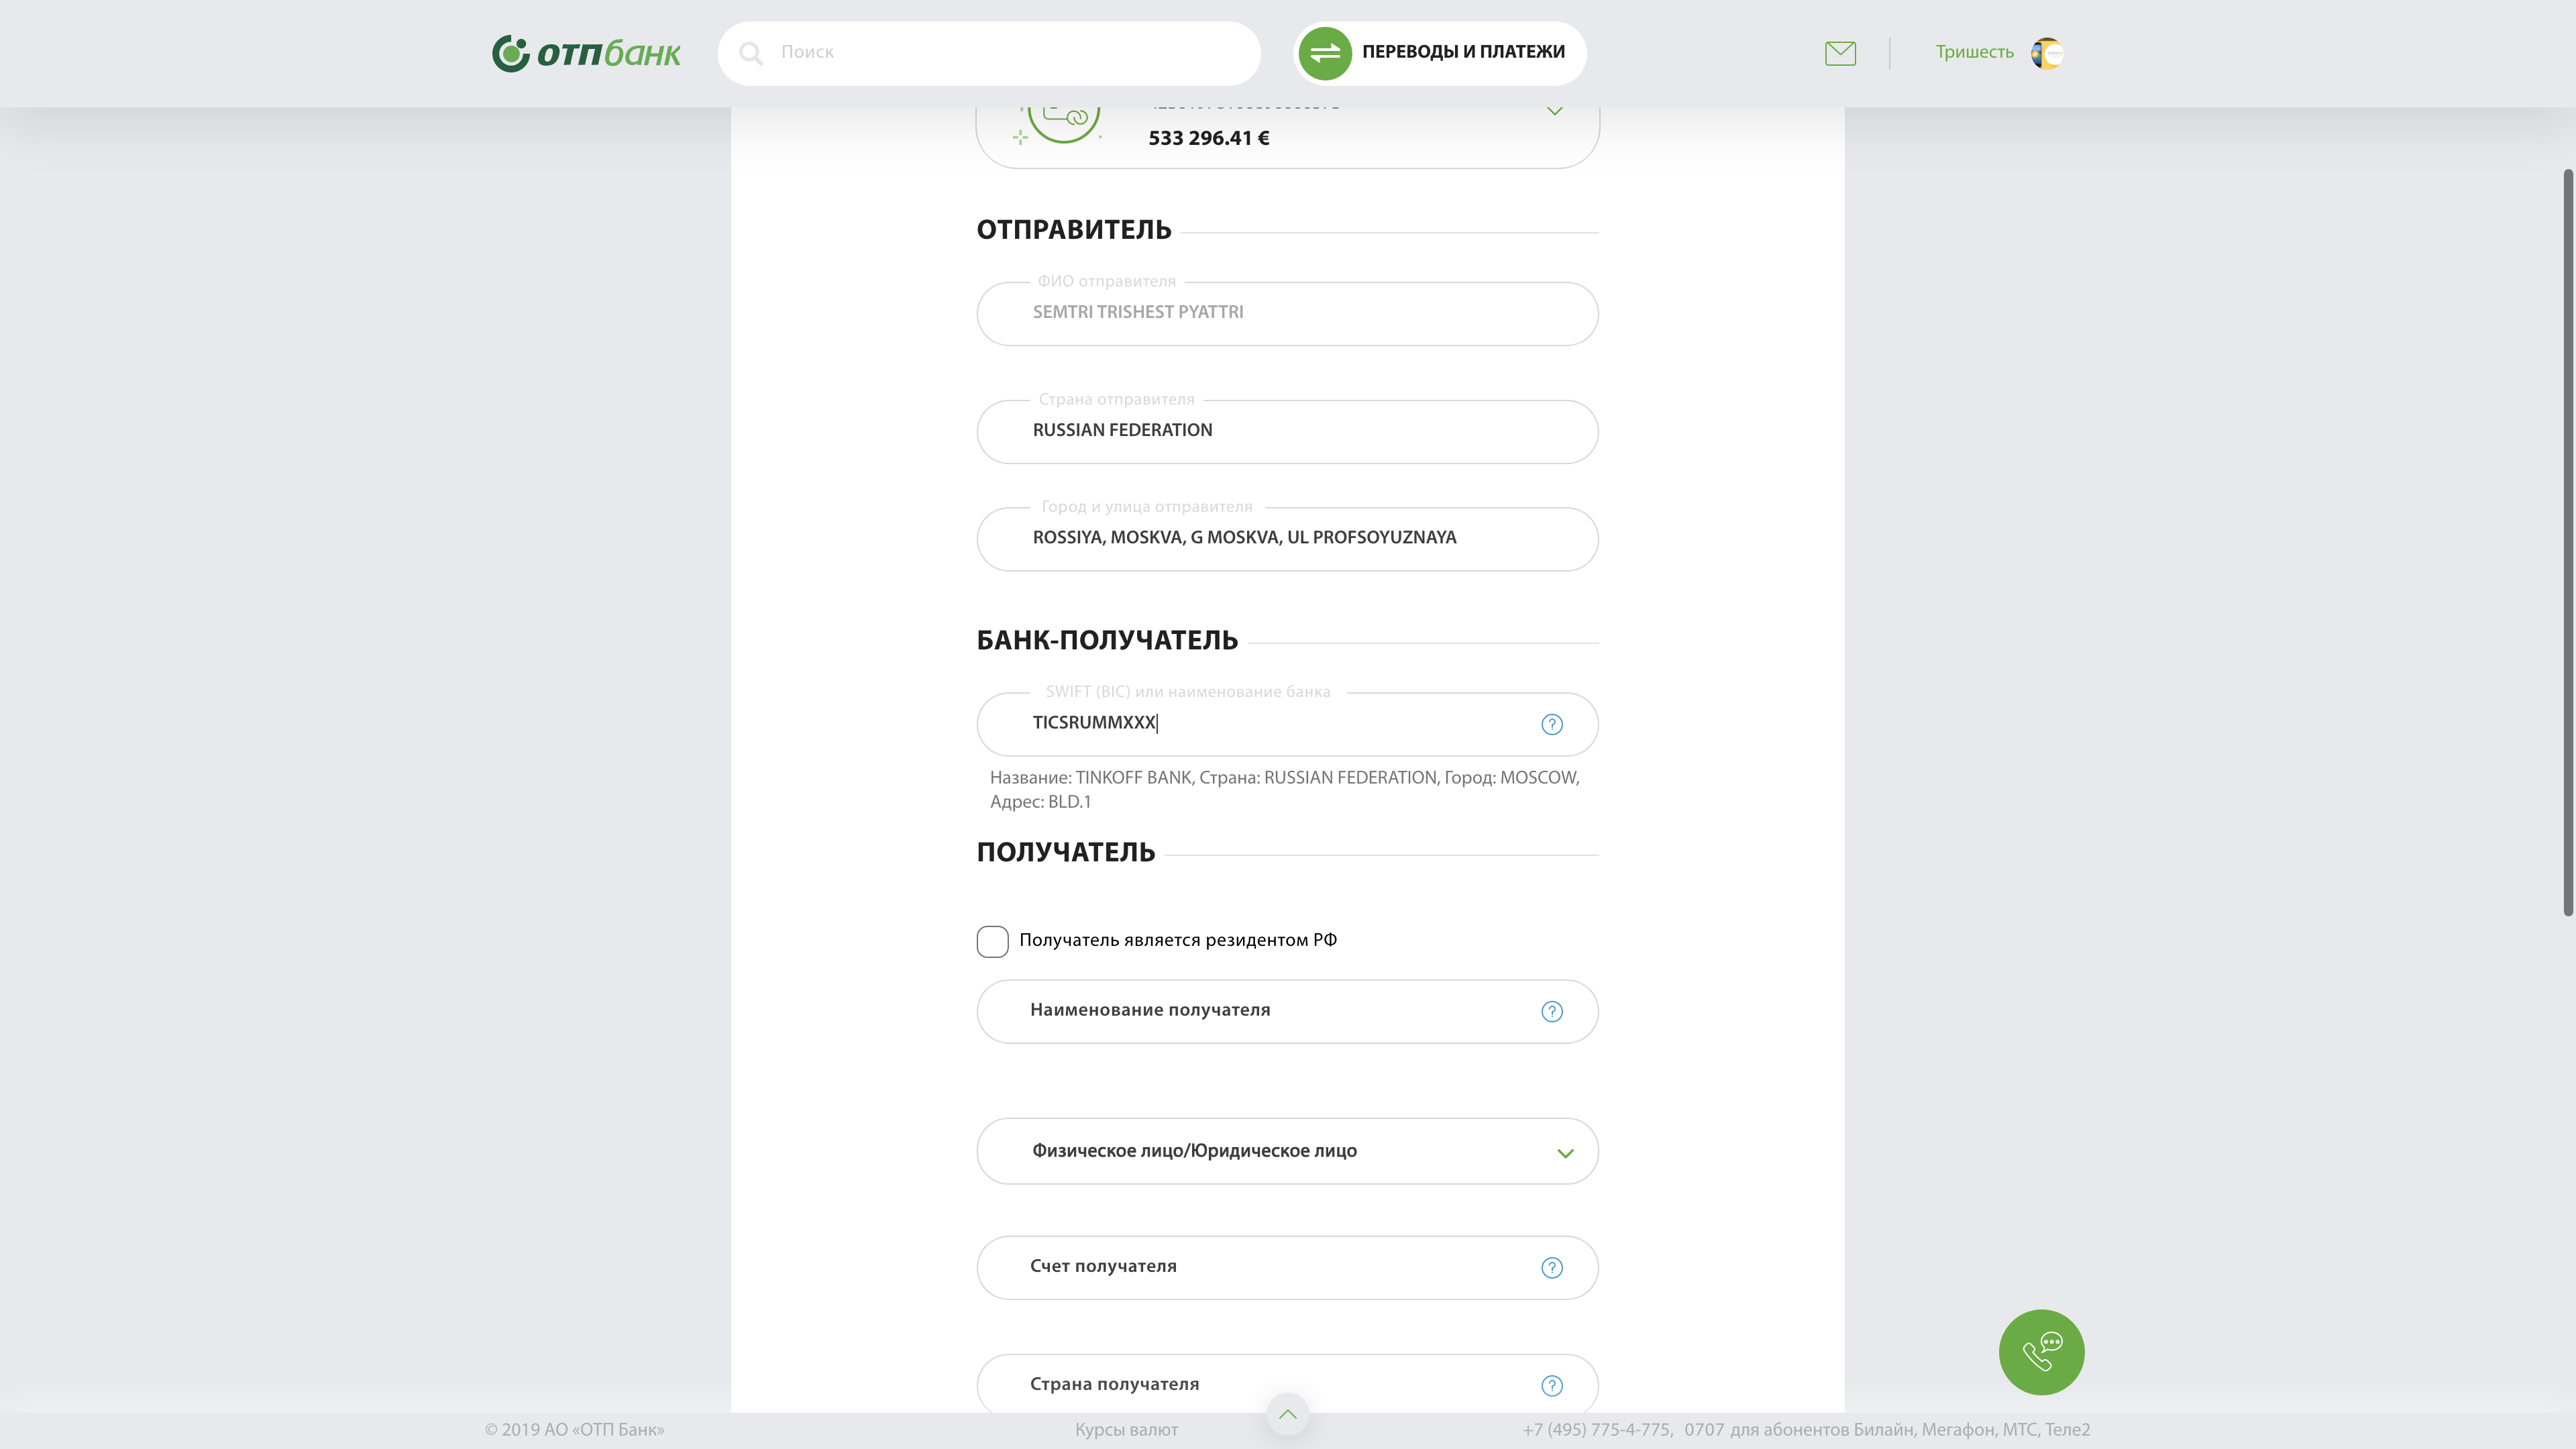 отпбанк
Поиск
ПЕРЕВОДЫ И ПЛАТЕЖИ
Тришесть
533 296.41 €
ОТПРАВИТЕЛЬ
ФИО отправителя
SEMTRI TRISHEST PYATTRI
Страна отправителя
RUSSIAN FEDERATION
Город и улица отправителя
ROSSIYA, MOSKVA, G MOSKVA, UL PROFSOYUZNAYA
БАНК-ПОЛУЧАТЕЛЬ
SWIFT (BIC) или наименование банка
TICSRUMMXXX
?
Название: TINKOFF BANK, Страна: RUSSIAN FEDERATION, Город: MOSCOW,
Адрес: BLD.1
ПОЛУЧАТЕЛЬ
Получатель является резидентом РФ
Наименование получателя
?
Физическое лицо/Юридическое лицо
Счет получателя
?
Страна получателя
?
© 2019 АО «ОТП Банк»
Курсы валют
+7 (495) 775-4-775, 0707 для абонентов Билайн, Мегафон, МТС, Теле2